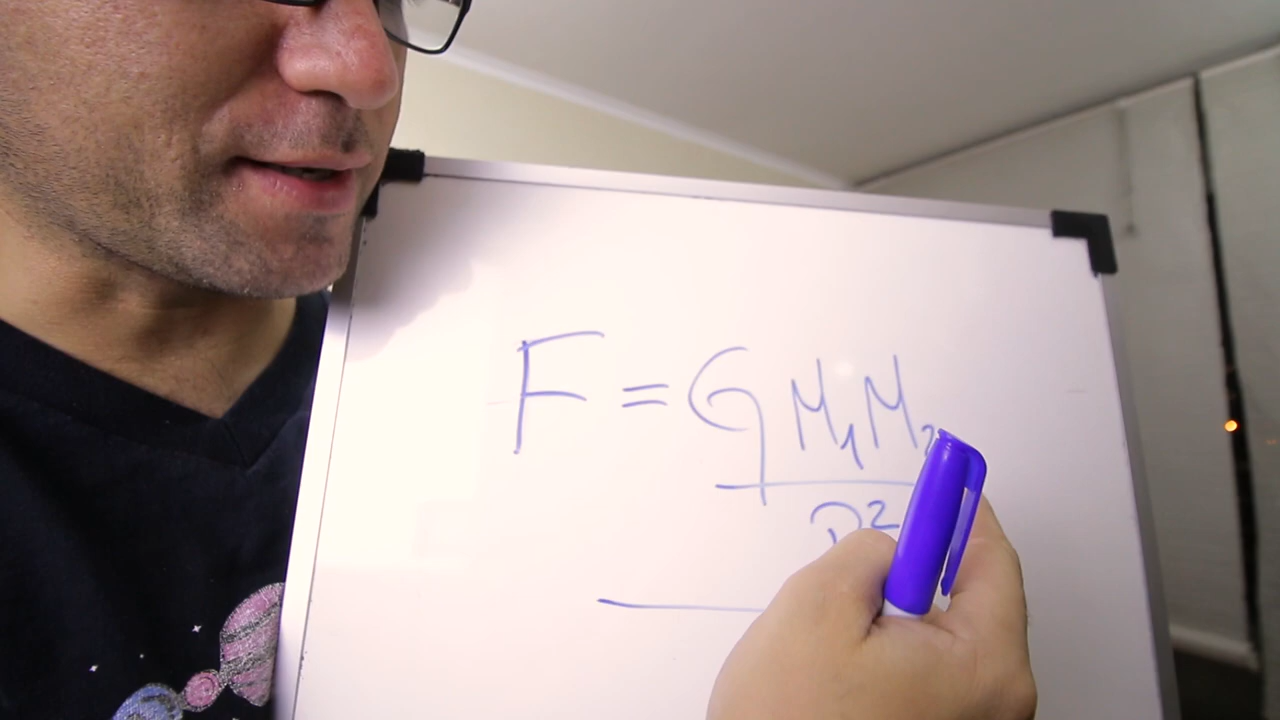 F = G M₁M₂
D²